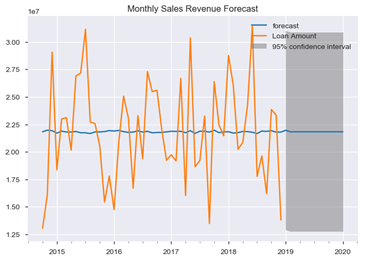 Monthly Sales Revenue Forecast
1e7
forecast
Loan Amount
95% confidence interval
3.00
2.75
2.50
2.25
2.00
1.75
1.50
1.25
2015 2016 2017 2018 2019 2020